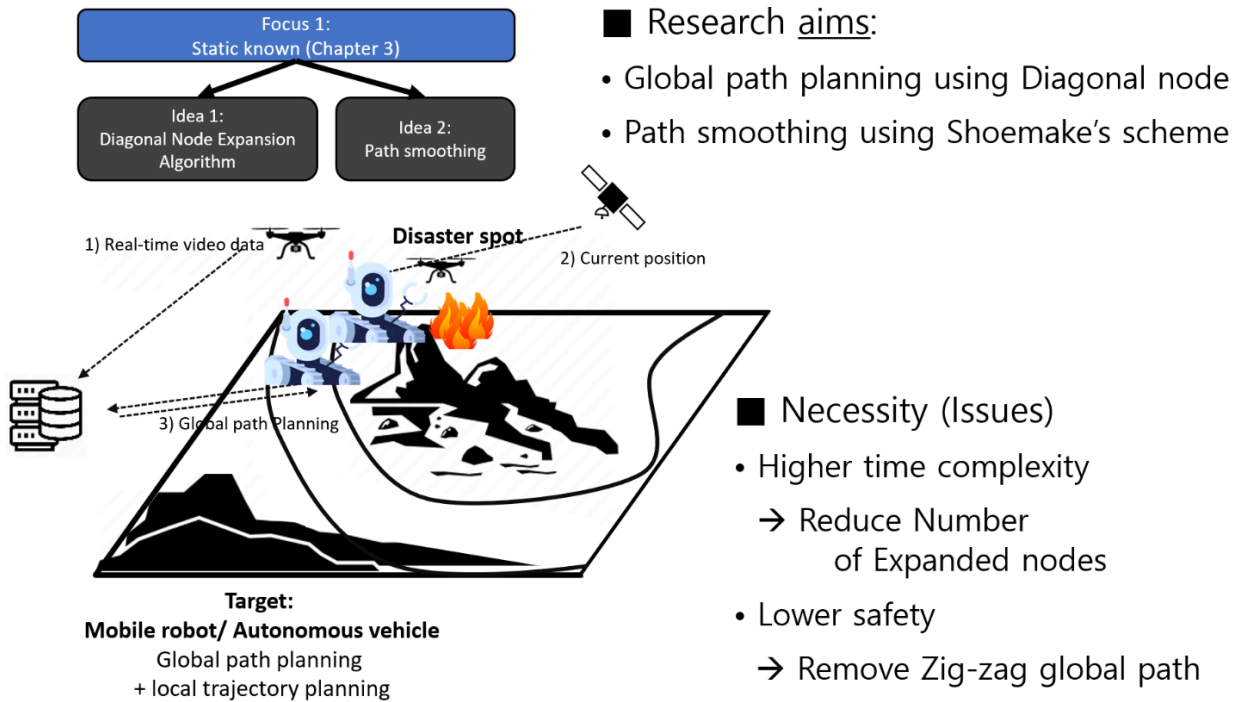 Focus 1:
Static known (Chapter 3)
Idea 1:
Diagonal Node Expansion
Algorithm
Idea 2:
Path smoothing
■ Research aims:
• Global path planning using Diagonal node
• Path smoothing using Shoemake's scheme
1) Real-time video data
Disaster spot
2) Current position
3) Global path Planning
Target:
Mobile robot/ Autonomous vehicle
Global path planning
+ local trajectory planning
■ Necessity (Issues)
• Higher time complexity
→ Reduce Number
of Expanded nodes
• Lower safety
→ Remove Zig-zag global path